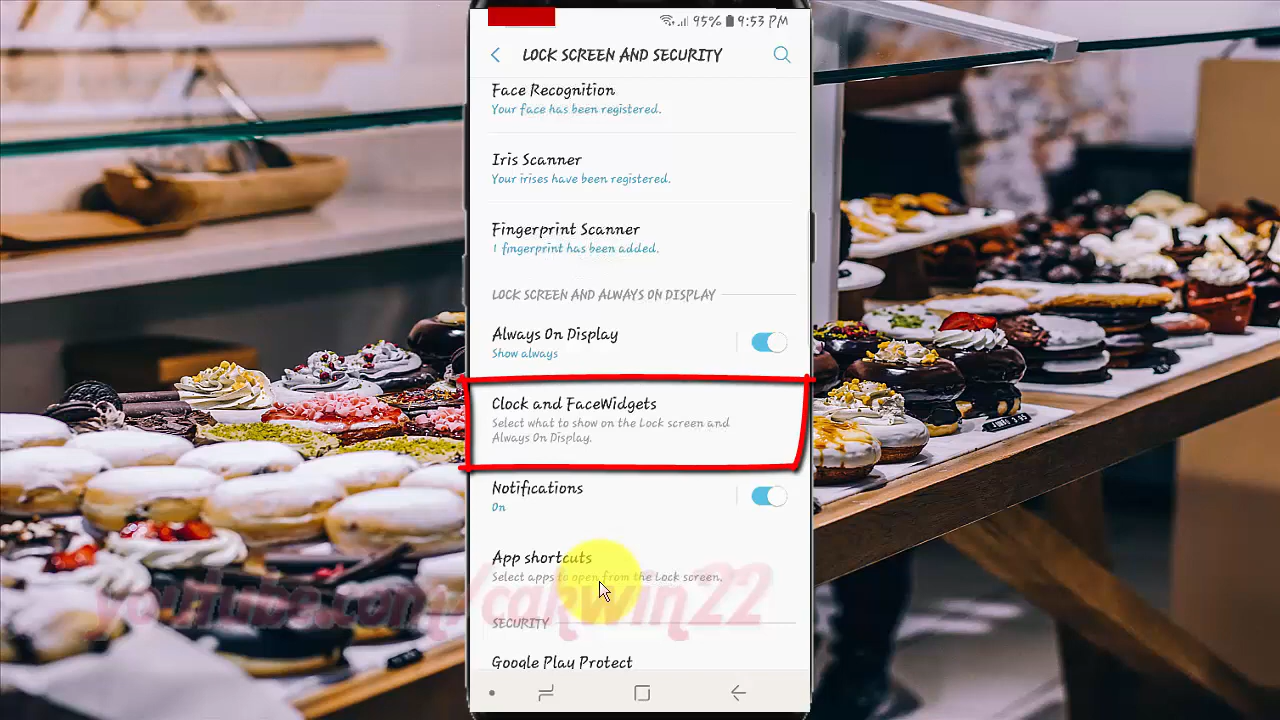 95% 9:53 PM
LOCK SCREEN AND SECURITY
Face Recognition
Your face has been registered.
Iris Scanner
Your irises have been registered.
Fingerprint Scanner
1 fingerprint has been added.
LOCK SCREEN AND ALWAYS ON DISPLAY
Always On Display
Show always
Clock and FaceWidgets
Select what to show on the Lock screen and
Always On Display.
Notifications
On
App shortcuts
Select apps to open from the Lock screen.
youtube.com/cakwin22
SECURITY
Google Play Protect